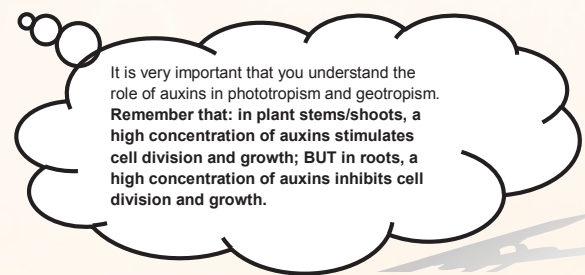 It is very important that you understand the
role of auxins in phototropism and geotropism.
Remember that: in plant stems/shoots, a
high concentration of auxins stimulates
cell division and growth; BUT in roots, a
high concentration of auxins inhibits cell
division and growth.